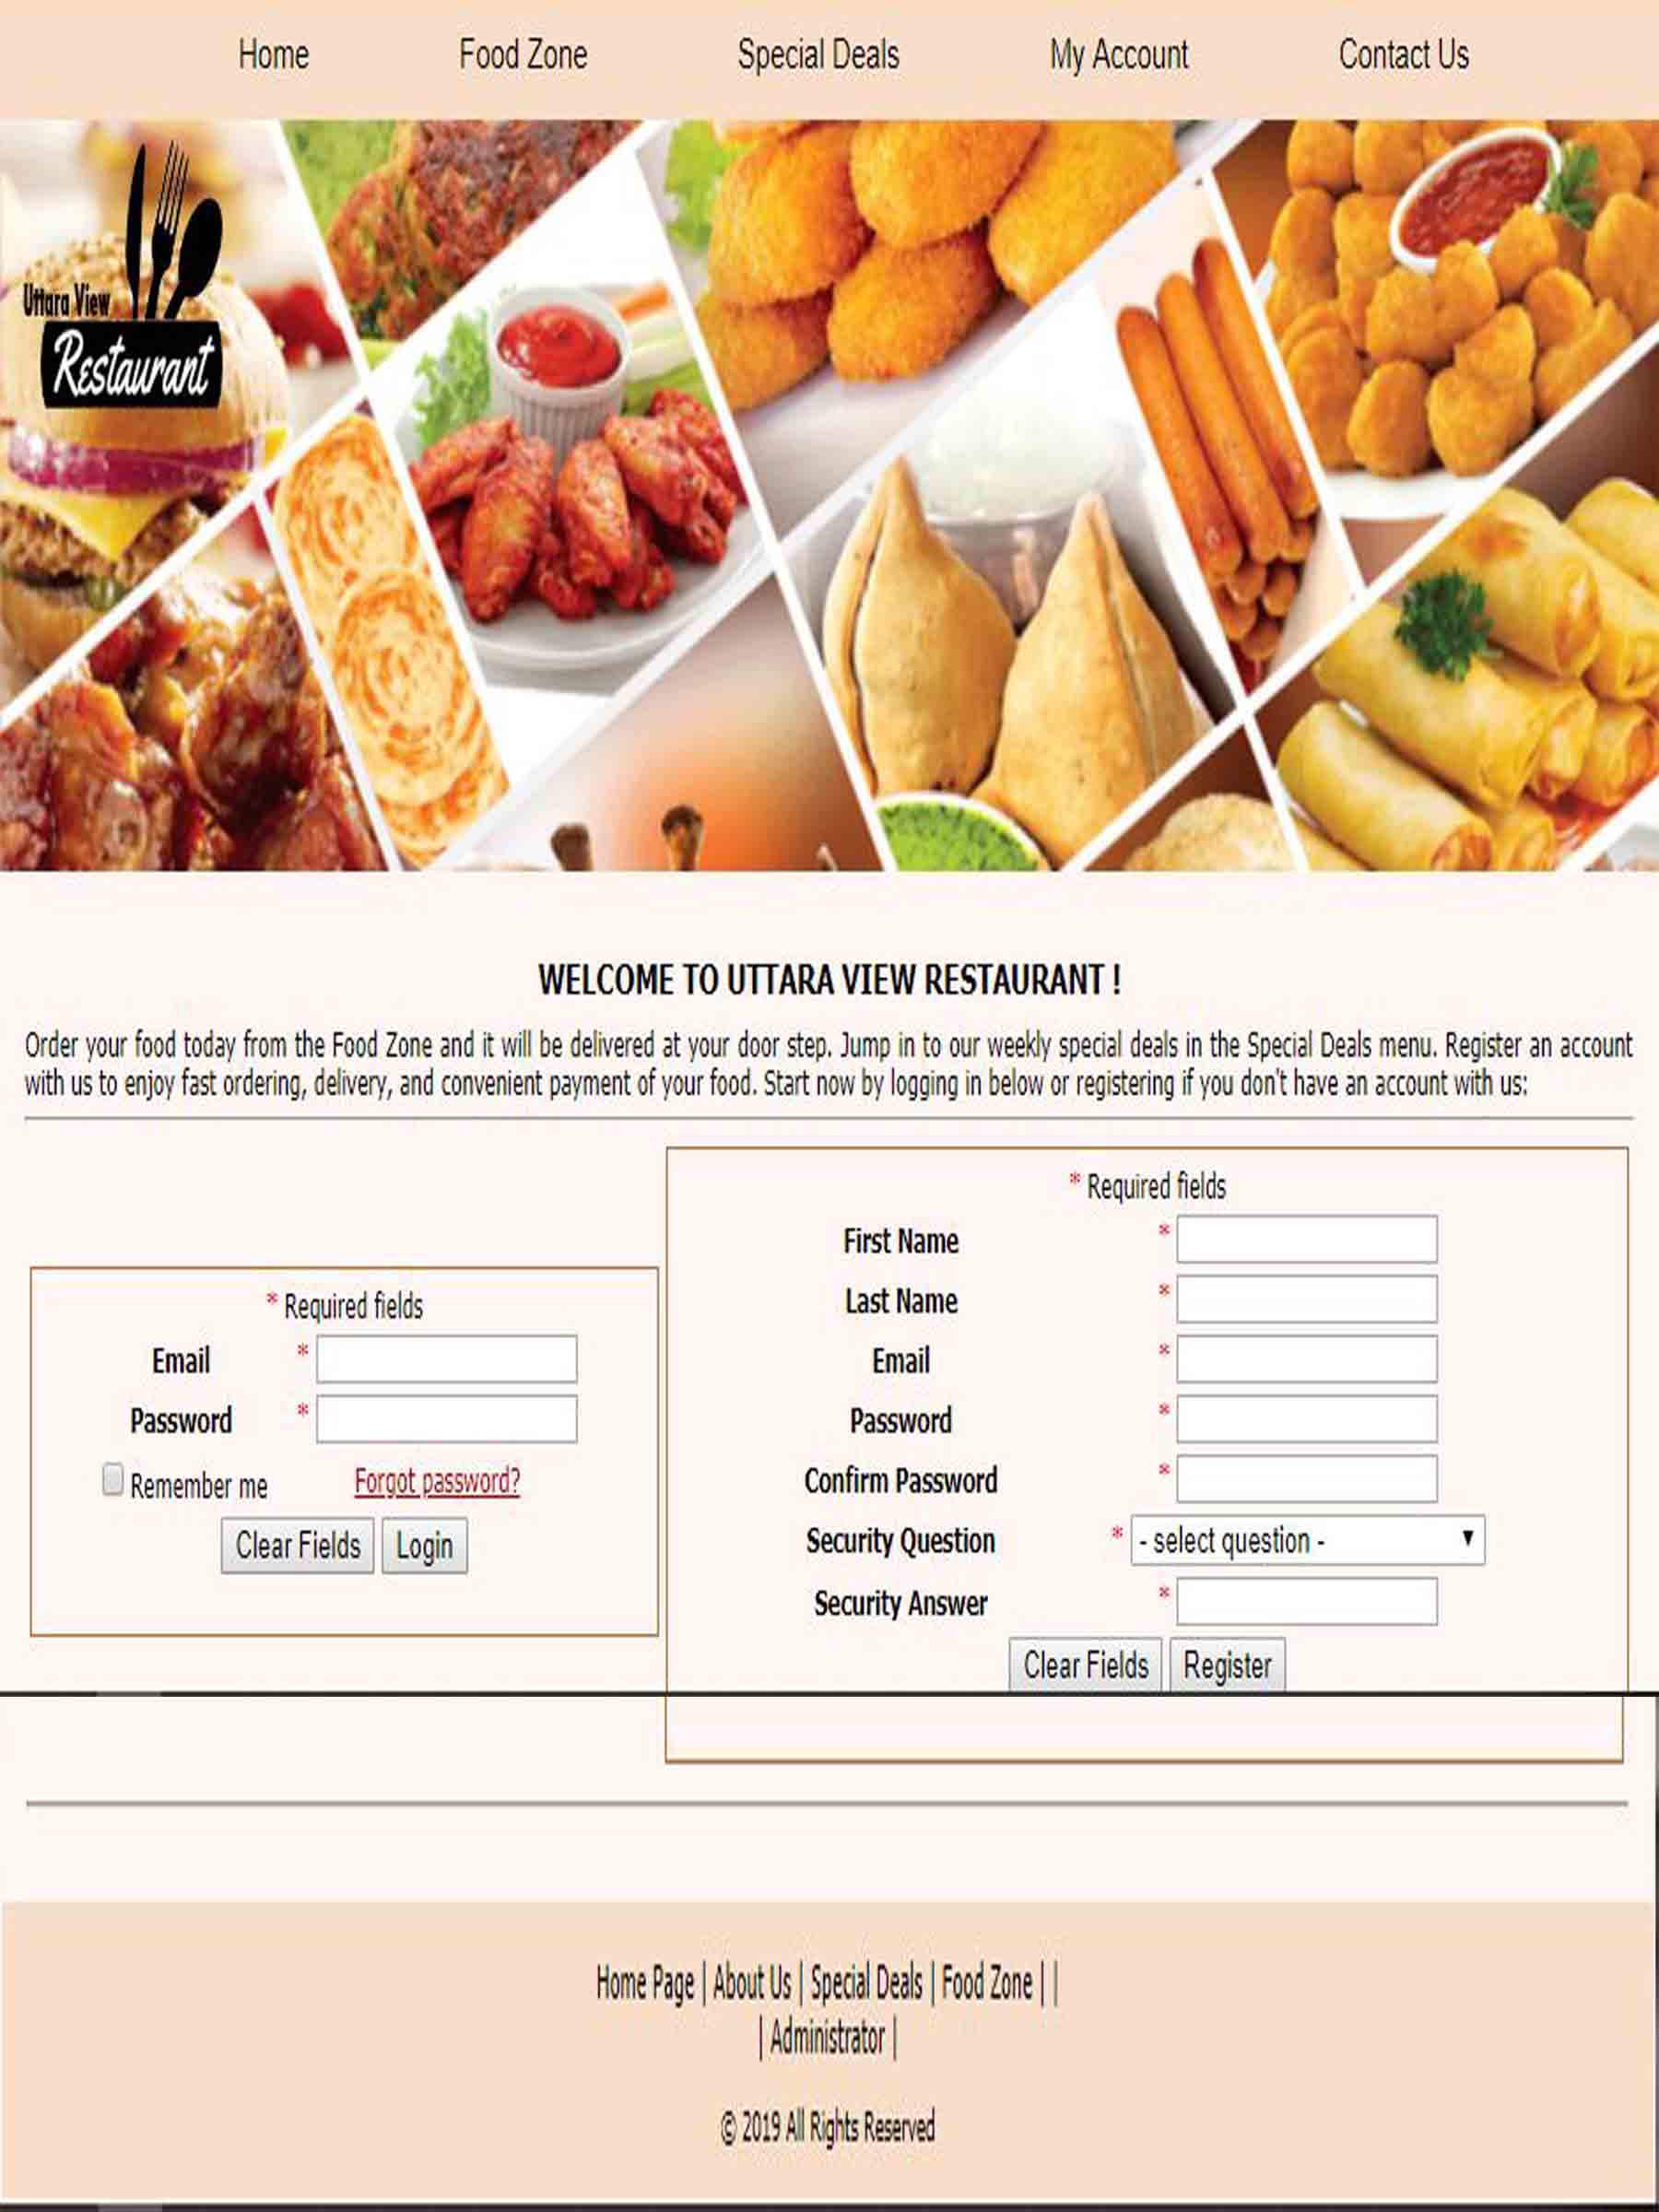 Home Food Zone Special Deals My Account Contact Us
Uttara View
Restaurant
WELCOME TO UTTARA VIEW RESTAURANT !
Order your food today from the Food Zone and it will be delivered at your door step. Jump in to our weekly special deals in the Special Deals menu. Register an account
with us to enjoy fast ordering, delivery, and convenient payment of your food. Start now by logging in below or registering if you don't have an account with us:
* Required fields
Email *
Password *
Remember me Forgot password?
Clear Fields Login
* Required fields
First Name *
Last Name *
Email *
Password *
Confirm Password *
Security Question * - select question -
Security Answer *
Clear Fields Register
Home Page | About Us | Special Deals | Food Zone | |
| Administrator |
© 2019 All Rights Reserved